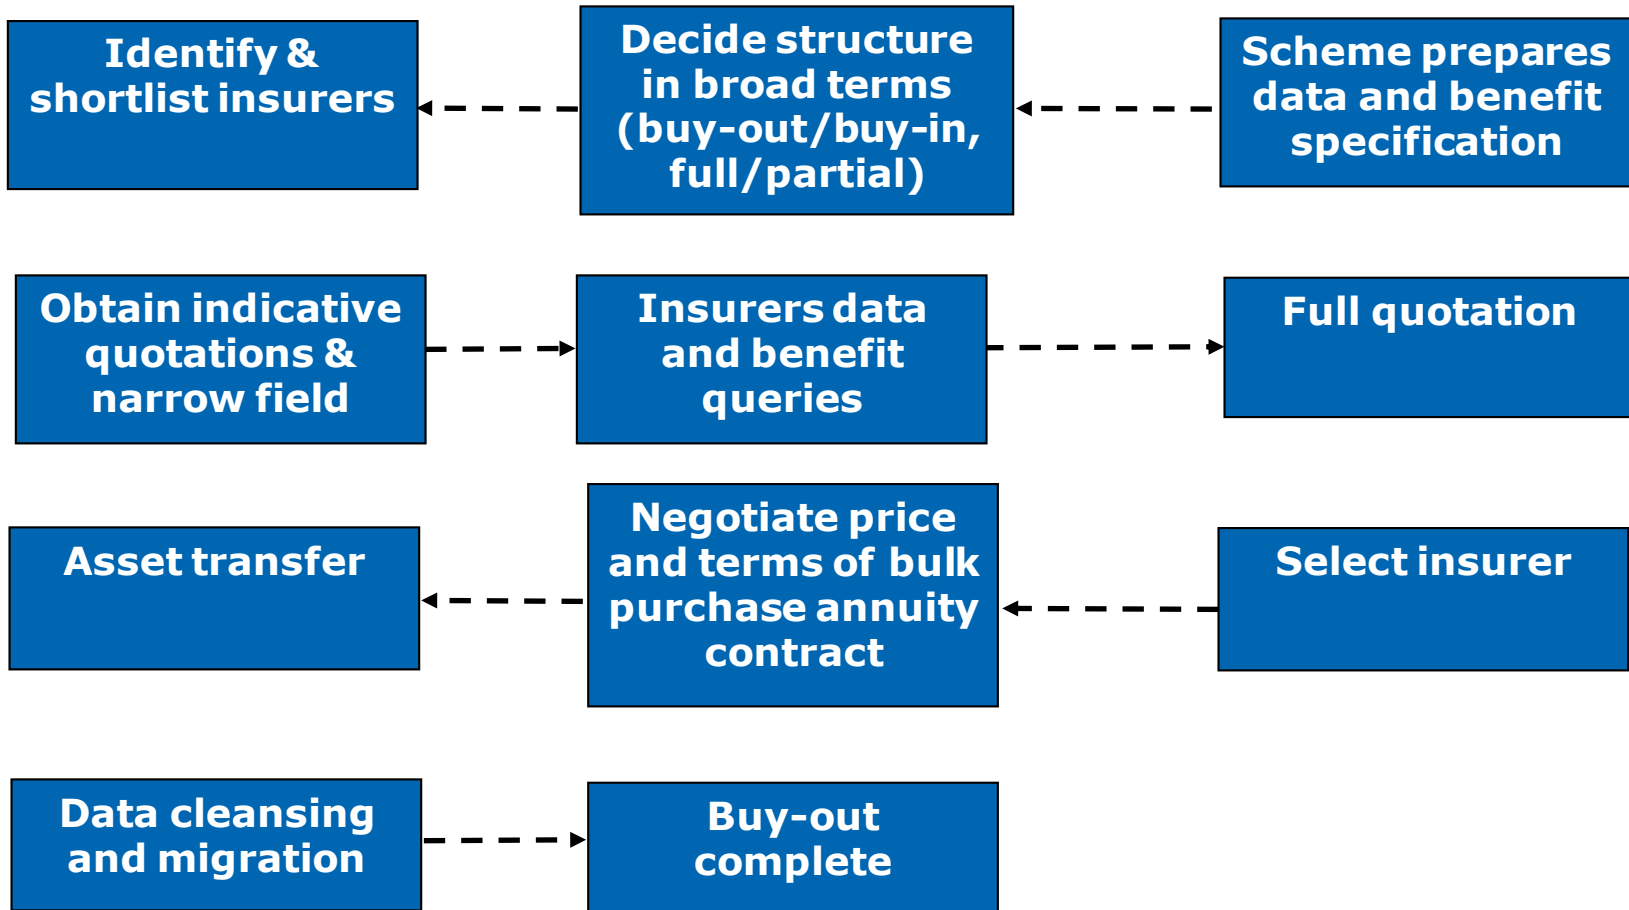 Identify &
shortlist insurers
Decide structure
in broad terms
(buy-out/buy-in,
full/partial)
Scheme prepares
data and benefit
specification
Obtain indicative
quotations &
narrow field
Insurers data
and benefit
queries
Full quotation
Asset transfer
Negotiate price
and terms of bulk
purchase annuity
contract
Select insurer
Data cleansing
and migration
Buy-out
complete